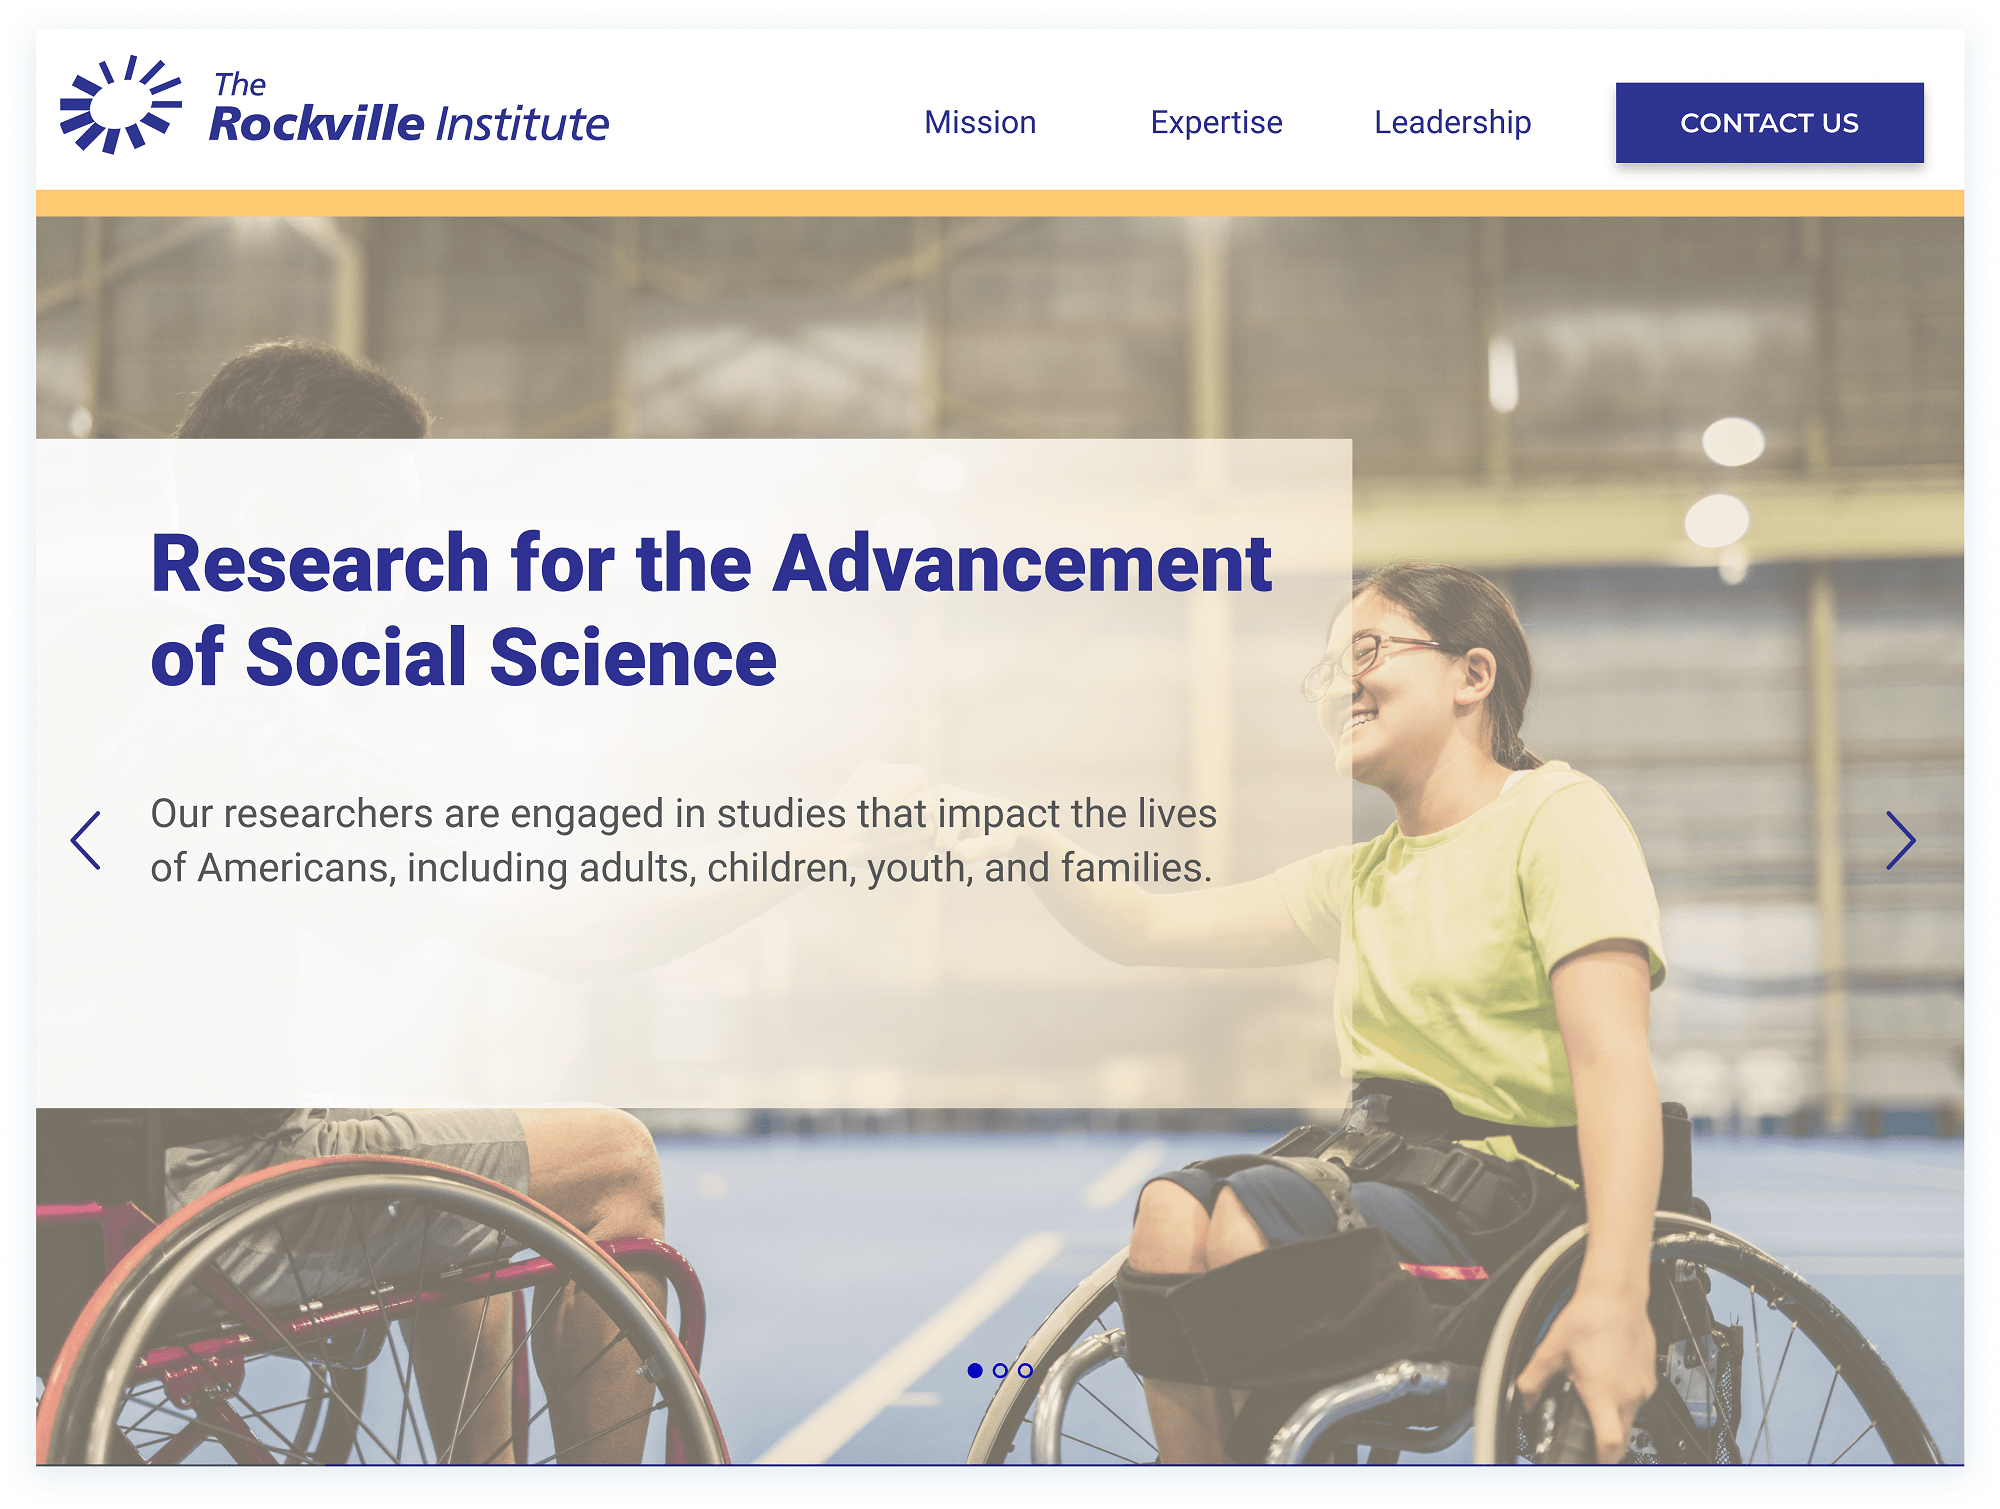 The
Rockville Institute
Mission
Expertise
Leadership
CONTACT US
Research for the Advancement
of Social Science
Our researchers are engaged in studies that impact the lives
of Americans, including adults, children, youth, and families.